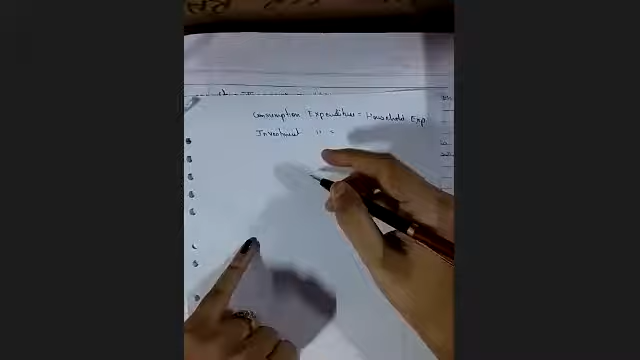 Consumption Expenditure = Household Exp.
Investment " =